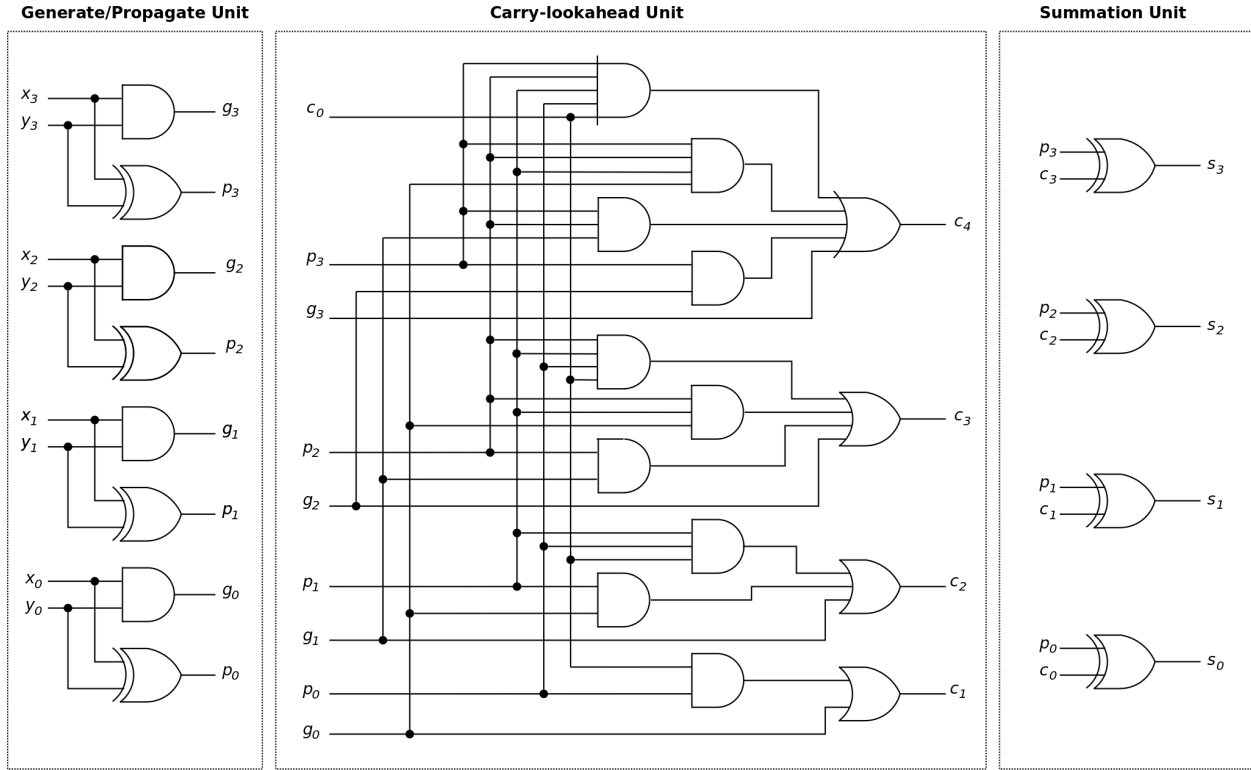 Generate/Propagate Unit
x3
y3
g3
p3
x2
y2
g2
p2
x1
y1
g1
p1
x0
y0
g0
p0
Carry-lookahead Unit
c0
p3
g3
p2
g2
p1
g1
p0
g0
c4
c3
c2
c1
Summation Unit
p3
c3
s3
p2
c2
s2
p1
c1
s1
p0
c0
s0